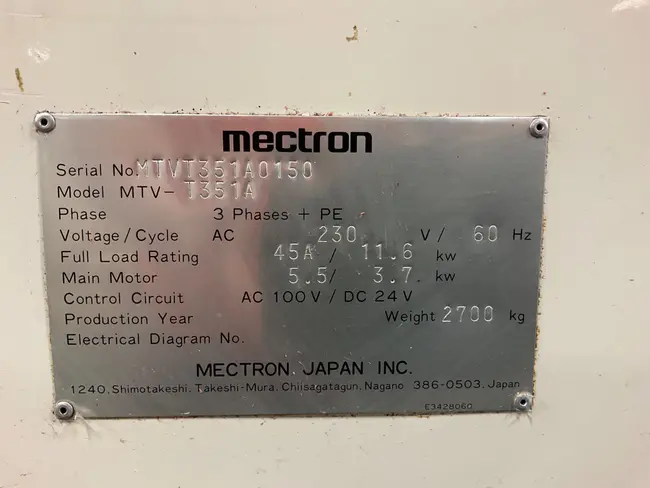 mectron
Serial No.MTVT351A0150
Model MTV-T351A
Phase 3 Phases + PE
Voltage/Cycle AC 230 V/ 60 Hz
Full Load Rating 45A / 11.6 kw
Main Motor 5.5/ 3.7 kw
Control Circuit AC 100V/DC 24V
Production Year Weight 2700 kg
Electrical Diagram No.
MECTRON JAPAN INC.
1240, Shimotakeshi, Takeshi-Mura, Chiisagatagun, Nagano 386-0503, Japan
E3428060